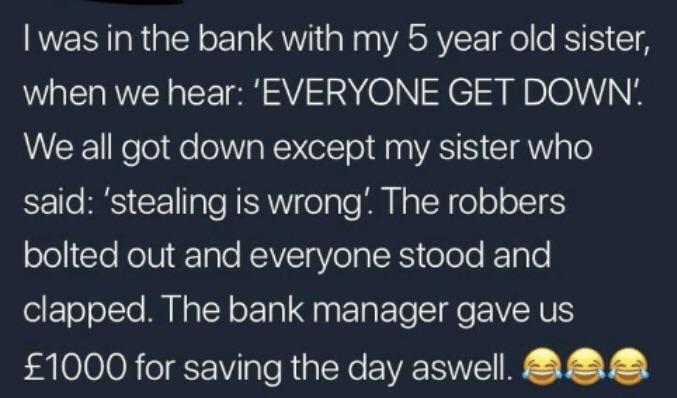 I was in the bank with my 5 year old sister,
when we hear: ‘EVERYONE GET DOWN’.
We all got down except my sister who
said: ‘stealing is wrong’. The robbers
bolted out and everyone stood and
clapped. The bank manager gave us
£1000 for saving the day aswell. 😂😂😂